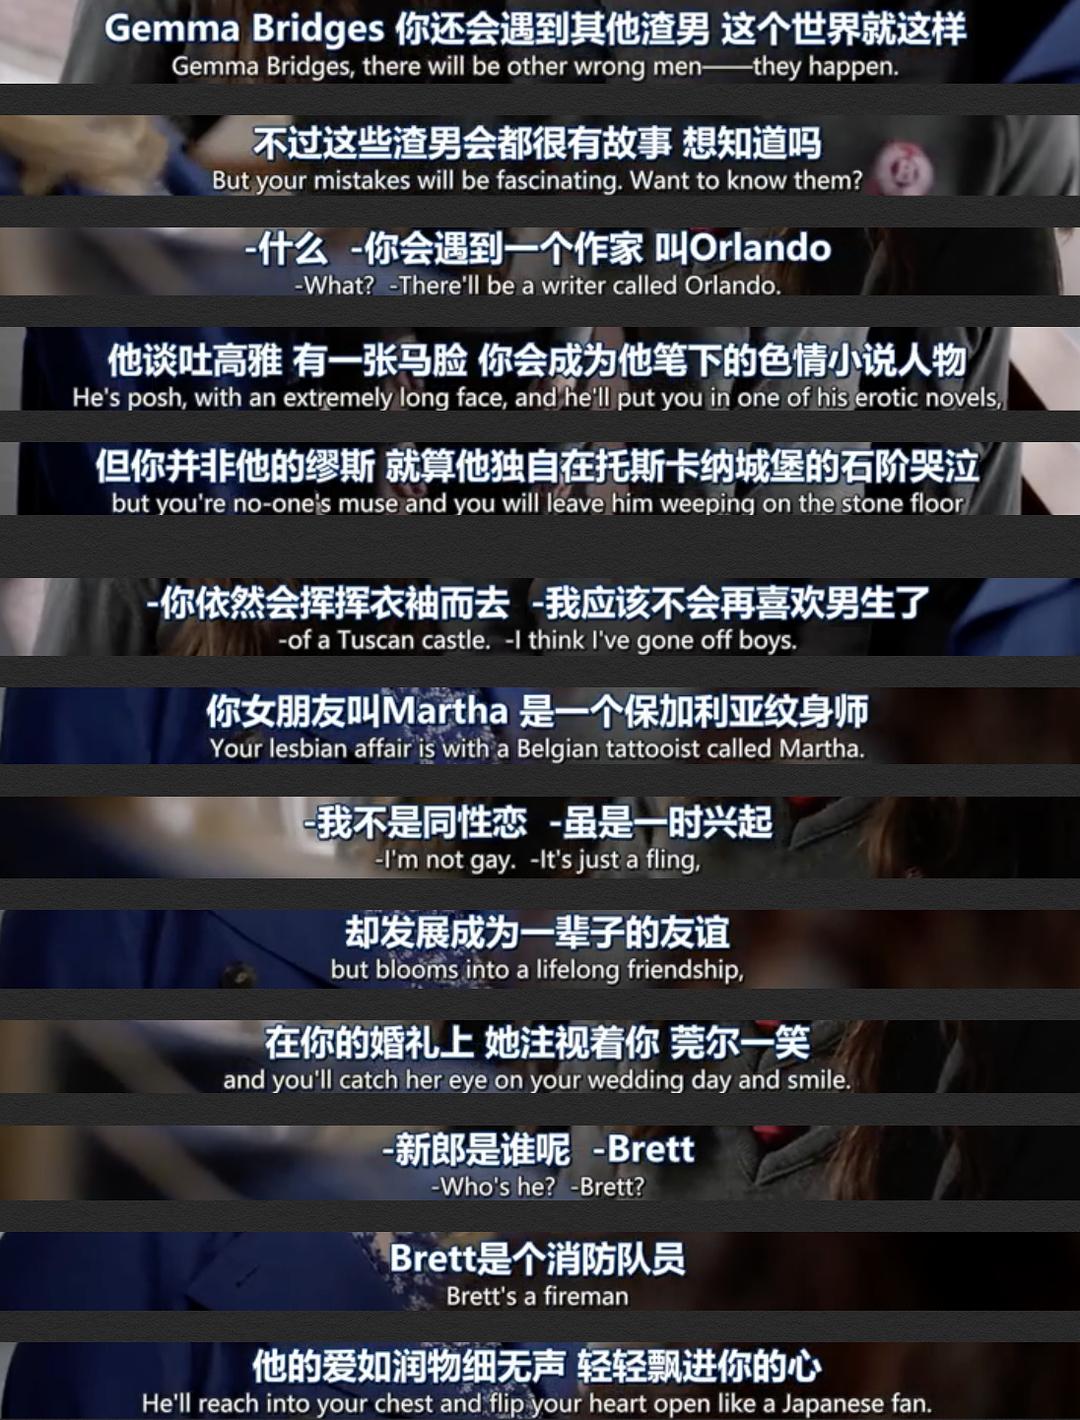 Gemma Bridges 你还会遇到其他渣男 这个世界就这样
Gemma Bridges, there will be other wrong men——they happen.
不过这些渣男会都很有故事 想知道吗
But your mistakes will be fascinating. Want to know them?
-什么 -你会遇到一个作家 叫Orlando
-What? -There'll be a writer called Orlando.
他谈吐高雅 有一张马脸 你会成为他笔下的色情小说人物
He's posh, with an extremely long face, and he'll put you in one of his erotic novels,
但你并非他的缪斯 就算他独自在托斯卡纳城堡的石阶哭泣
but you're no-one's muse and you will leave him weeping on the stone floor
-你依然会挥挥衣袖而去 -我应该不会再喜欢男生了
-of a Tuscan castle. -I think I've gone off boys.
你女朋友叫Martha 是一个保加利亚纹身师
Your lesbian affair is with a Belgian tattooist called Martha.
-我不是同性恋 -虽是一时兴起
-I'm not gay. -It's just a fling,
却发展成为一辈子的友谊
but blooms into a lifelong friendship,
在你的婚礼上 她注视着你 莞尔一笑
and you'll catch her eye on your wedding day and smile.
-新郎是谁呢 -Brett
-Who's he? -Brett?
Brett是个消防队员
Brett's a fireman
他的爱如润物细无声 轻轻飘进你的心
He'll reach into your chest and flip your heart open like a Japanese fan.